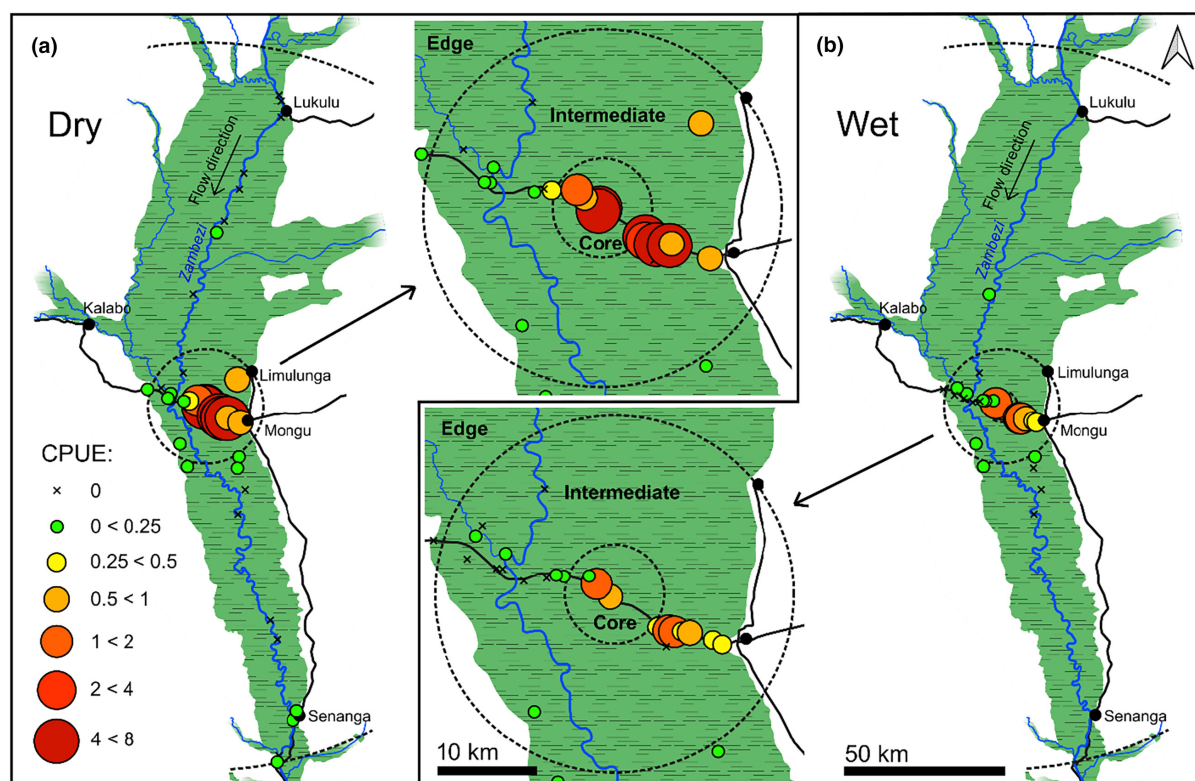 (a)
Dry
Lukulu
Flow direction
Zambezi
Kalabo
Limulunga
Mongu
Senanga
CPUE:
× 0
0 < 0.25
0.25 < 0.5
0.5 < 1
1 < 2
2 < 4
4 < 8
Edge
Intermediate
Core
Edge
Intermediate
Core
10 km
(b)
Wet
Lukulu
Flow direction
Zambezi
Kalabo
Limulunga
Mongu
Senanga
50 km